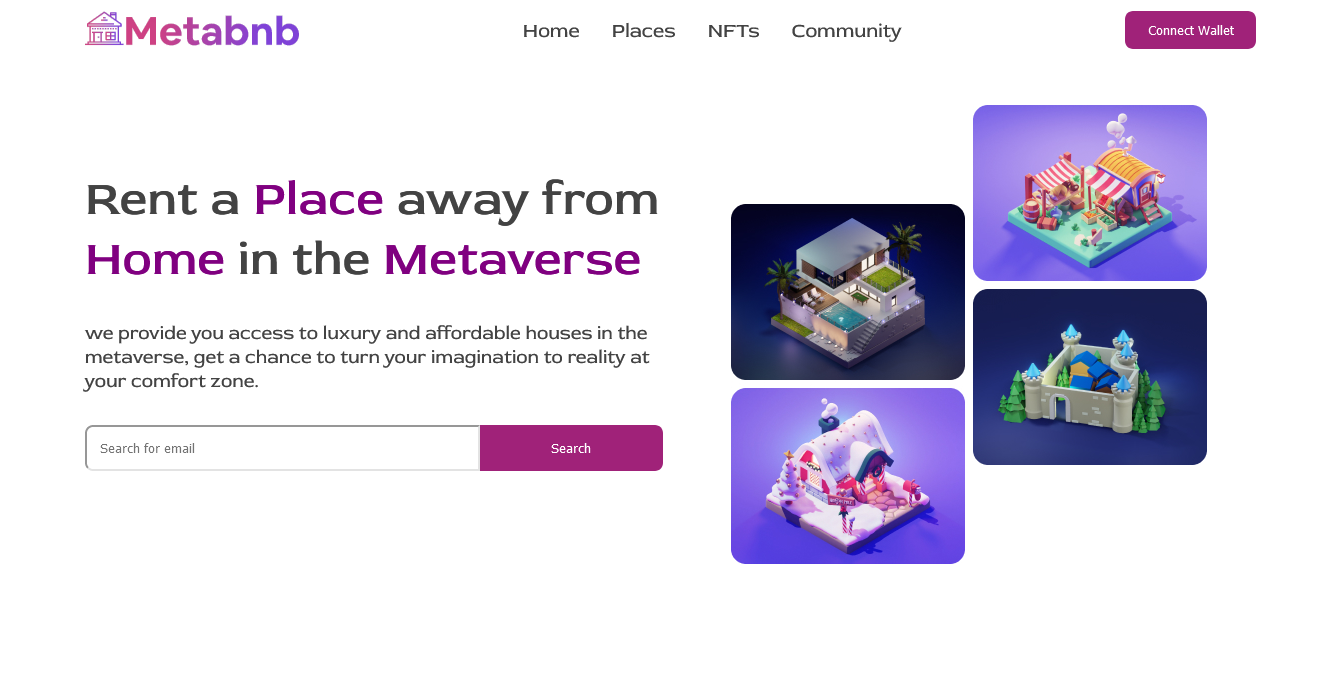 Metabnb
Home Places NFTs Community
Connect Wallet
Rent a Place away from
Home in the Metaverse
we provide you access to luxury and affordable houses in the
metaverse, get a chance to turn your imagination to reality at
your comfort zone.
Search for email
Search